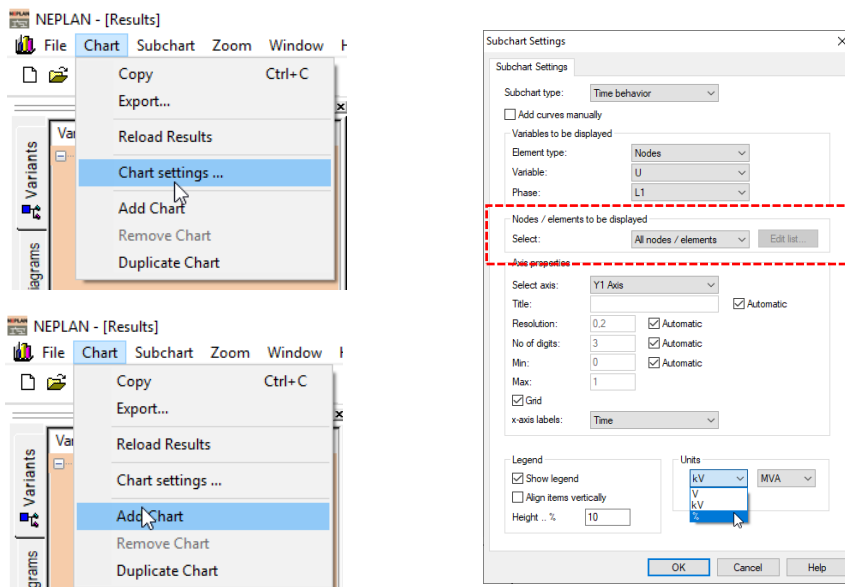 NEPLAN - [Results]
File Chart Subchart Zoom Window
Copy Ctrl+C
Export...
Reload Results
Chart settings ...
Add Chart
Remove Chart
Duplicate Chart
Variants
NEPLAN - [Results]
File Chart Subchart Zoom Window
Copy Ctrl+C
Export...
Reload Results
Chart settings ...
Add Chart
Remove Chart
Duplicate Chart
Variants
Subchart Settings
Subchart Settings
Subchart type: Time behavior
Add curves manually
Variables to be displayed
Element type: Nodes
Variable: U
Phase: L1
Nodes / elements to be displayed
Select: All nodes / elements Edit list...
Axis properties
Select axis: Y1 Axis
Title: Automatic
Resolution: 0,2 Automatic
No of digits: 3 Automatic
Min: 0 Automatic
Max: 1
Grid
x-axis labels: Time
Legend
Show legend
Align items vertically
Height .. % 10
Units
kV MVA
V
kV
%
OK Cancel Help